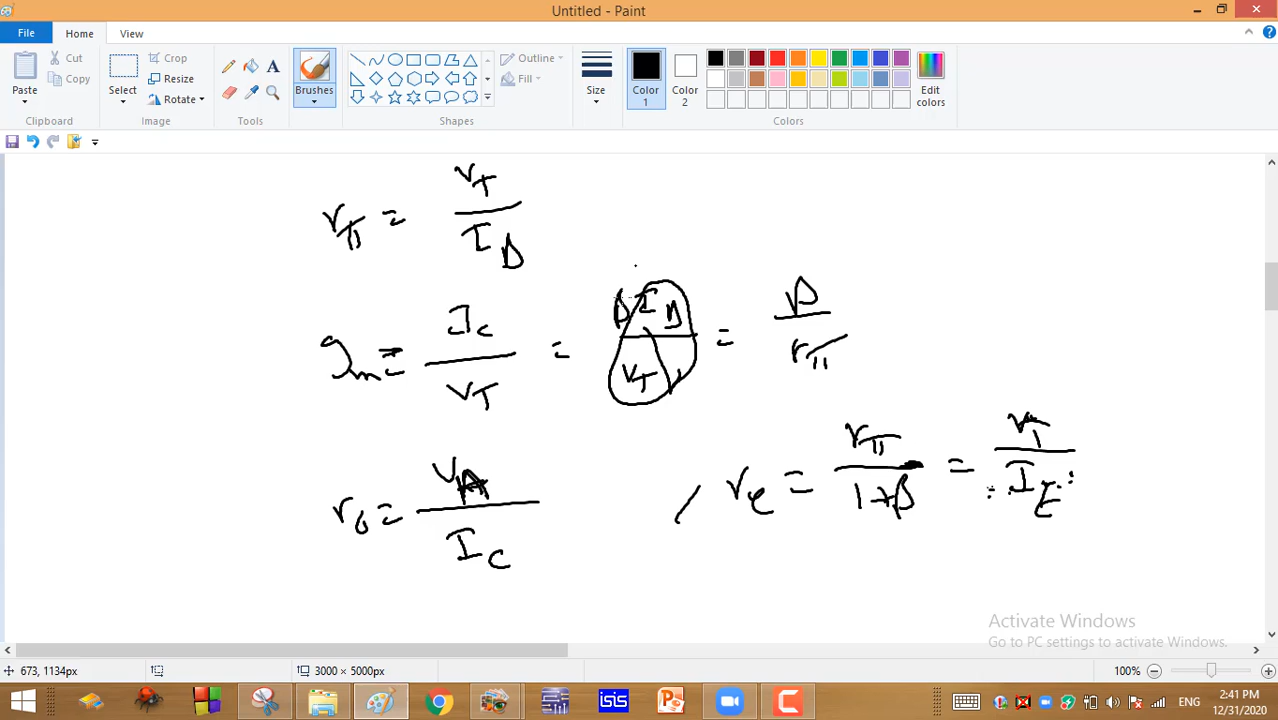 Untitled - Paint
File
Home
View
Paste
Cut
Copy
Clipboard
Select
Crop
Resize
Rotate
Image
Tools
Brushes
Outline
Fill
Shapes
Size
Color 1
Color 2
Edit colors
Colors
rπ = VT / IB
gm = IC / VT = β IB / VT = β / rπ
ro = VA / IC , re = rπ / 1+β = VT / IE
Activate Windows
Go to PC settings to activate Windows.
673, 1134px
3000 × 5000px
100%
isis
ENG
2:41 PM
12/31/2020